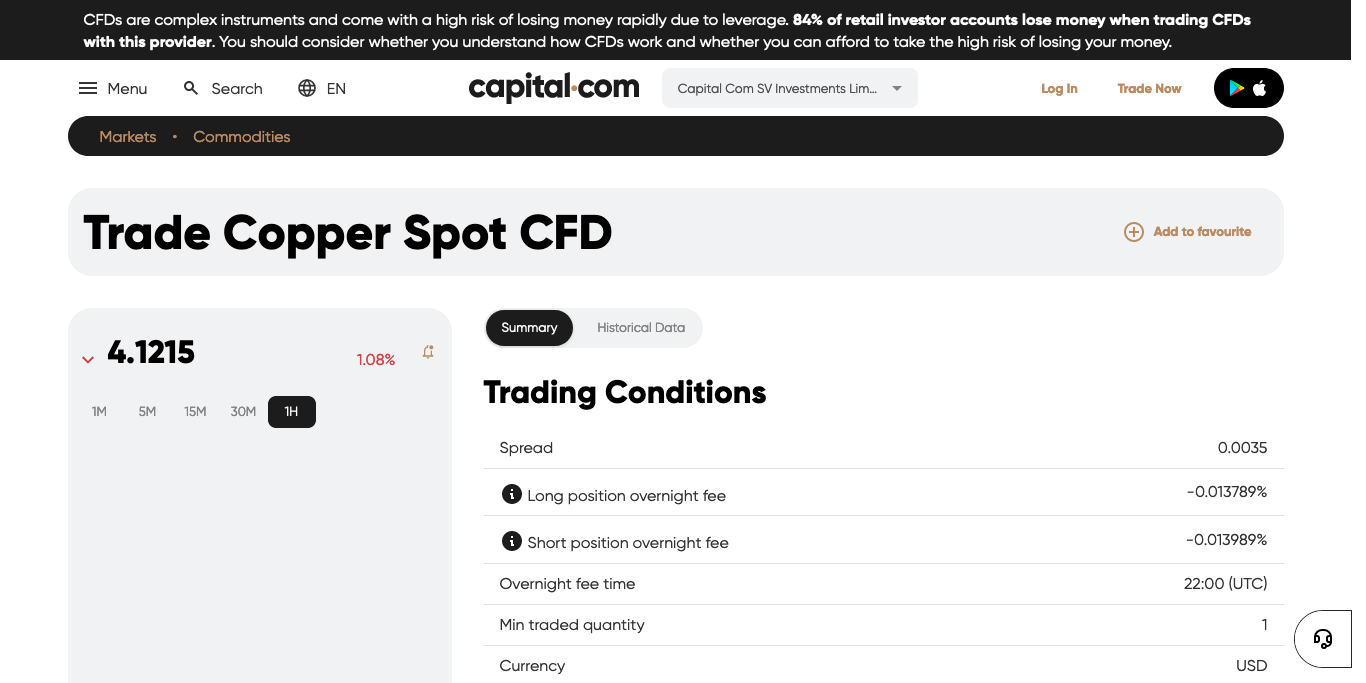 CFDs are complex instruments and come with a high risk of losing money rapidly due to leverage. 84% of retail investor accounts lose money when trading CFDs
with this provider. You should consider whether you understand how CFDs work and whether you can afford to take the high risk of losing your money.
Menu Search EN capital.com Capital Com SV Investments Lim... Log In Trade Now
Markets • Commodities
Trade Copper Spot CFD
Add to favourite
4.1215 1.08%
1M 5M 15M 30M 1H
Summary Historical Data
Trading Conditions
Spread 0.0035
Long position overnight fee -0.013789%
Short position overnight fee -0.013989%
Overnight fee time 22:00 (UTC)
Min traded quantity 1
Currency USD